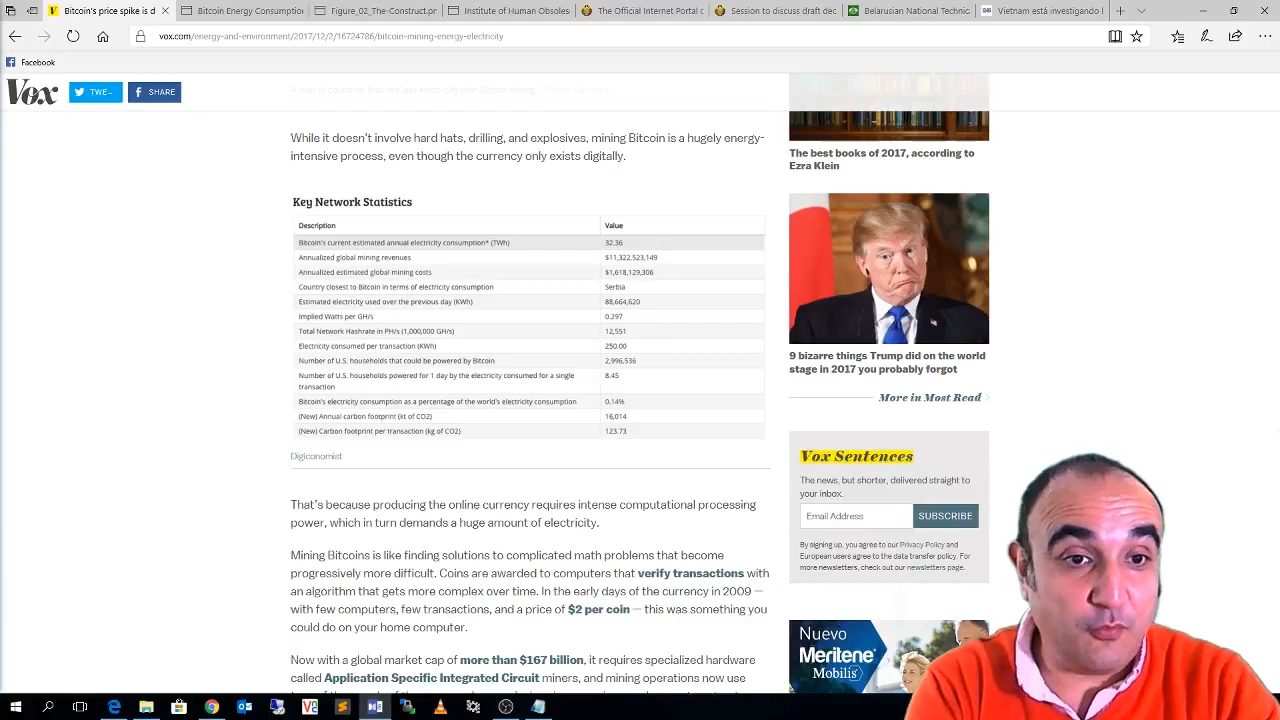 Bitcoin's price spike is d
Bitcoin Energy Consumption
Figure_02_The-Construct.pn
Institute of Human Obsoles
The Official Internet Portal o
Session to discuss draft dec
Belarusian National Technic
Vietnam está investigando l
vox.com/energy-and-environment/2017/12/2/16724786/bitcoin-mining-energy-electricity
Facebook
Vox
TWE–
SHARE
A map of countries that use less electricity than Bitcoin mining.
While it doesn't involve hard hats, drilling, and explosives, mining Bitcoin is a hugely energy-
intensive process, even though the currency only exists digitally.
Key Network Statistics
Description Value
Bitcoin's current estimated annual electricity consumption* (TWh) 32.36
Annualized global mining revenues $11,322,523,149
Annualized estimated global mining costs $1,618,129,306
Country closest to Bitcoin in terms of electricity consumption Serbia
Estimated electricity used over the previous day (KWh) 88,664,620
Implied Watts per GH/s 0.297
Total Network Hashrate in PH/s (1,000,000 GH/s) 12,551
Electricity consumed per transaction (KWh) 250.00
Number of U.S. households that could be powered by Bitcoin 2,996,536
Number of U.S. households powered for 1 day by the electricity consumed for a single 8.45
transaction
Bitcoin's electricity consumption as a percentage of the world's electricity consumption 0.14%
(New) Annual carbon footprint (kt of CO2) 16,014
(New) Carbon footprint per transaction (kg of CO2) 123.73
Digiconomist
That's because producing the online currency requires intense computational processing
power, which in turn demands a huge amount of electricity.
Mining Bitcoins is like finding solutions to complicated math problems that become
progressively more difficult. Coins are awarded to computers that verify transactions with
an algorithm that gets more complex over time. In the early days of the currency in 2009 —
with few computers, few transactions, and a price of $2 per coin — this was something you
could do on your home computer.
Now with a global market cap of more than $167 billion, it requires specialized hardware
called Application Specific Integrated Circuit miners, and mining operations now use
The best books of 2017, according to
Ezra Klein
9 bizarre things Trump did on the world
stage in 2017 you probably forgot
More in Most Read
Vox Sentences
The news, but shorter, delivered straight to
your inbox.
Email Address
SUBSCRIBE
By signing up, you agree to our Privacy Policy and
European users agree to the data transfer policy. For
more newsletters, check out our newsletters page.
Nuevo
Meritene
Mobilis